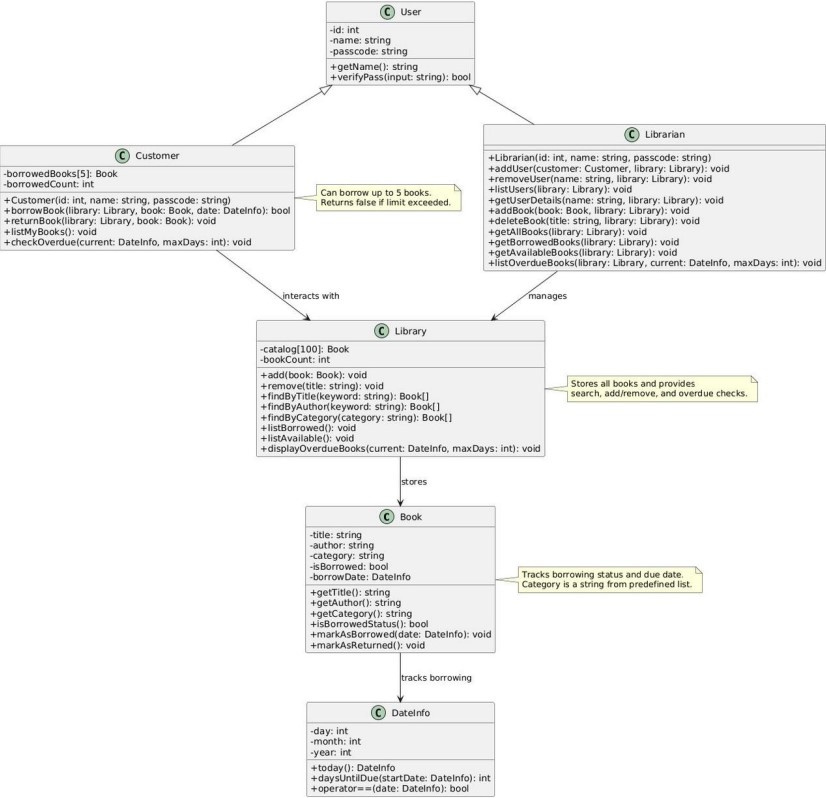 C User
-id: int
-name: string
-passcode: string
+getName(): string
+verifyPass(input: string): bool
C Customer
-borrowedBooks[5]: Book
-borrowedCount: int
+Customer(id: int, name: string, passcode: string)
+borrowBook(library: Library, book: Book, date: DateInfo): bool
+returnBook(library: Library, book: Book): void
+listMyBooks(): void
+checkOverdue(current: DateInfo, maxDays: int): void
Can borrow up to 5 books.
Returns false if limit exceeded.
C Librarian
+Librarian(id: int, name: string, passcode: string)
+addUser(customer: Customer, library: Library): void
+removeUser(name: string, library: Library): void
+listUsers(library: Library): void
+getUserDetails(name: string, library: Library): void
+addBook(book: Book, library: Library): void
+deleteBook(title: string, library: Library): void
+getAllBooks(library: Library): void
+getBorrowedBooks(library: Library): void
+getAvailableBooks(library: Library): void
+listOverdueBooks(library: Library, current: DateInfo, maxDays: int): void
interacts with
manages
C Library
-catalog[100]: Book
-bookCount: int
+add(book: Book): void
+remove(title: string): void
+findByTitle(keyword: string): Book[]
+findByAuthor(keyword: string): Book[]
+findByCategory(category: string): Book[]
+listBorrowed(): void
+listAvailable(): void
+displayOverdueBooks(current: DateInfo, maxDays: int): void
Stores all books and provides
search, add/remove, and overdue checks.
stores
C Book
-title: string
-author: string
-category: string
-isBorrowed: bool
-borrowDate: DateInfo
+getTitle(): string
+getAuthor(): string
+getCategory(): string
+isBorrowedStatus(): bool
+markAsBorrowed(date: DateInfo): void
+markAsReturned(): void
Tracks borrowing status and due date.
Category is a string from predefined list.
tracks borrowing
C DateInfo
-day: int
-month: int
-year: int
+today(): DateInfo
+daysUntilDue(startDate: DateInfo): int
+operator==(date: DateInfo): bool